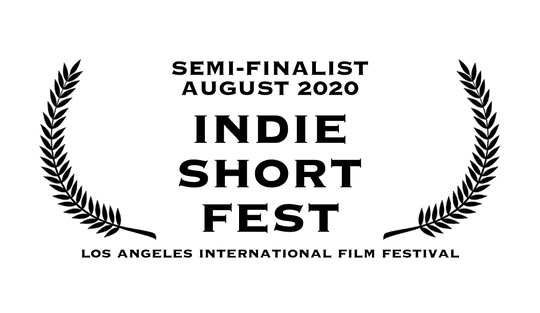 SEMI-FINALIST
AUGUST 2020
INDIE
SHORT
FEST
LOS ANGELES INTERNATIONAL FILM FESTIVAL